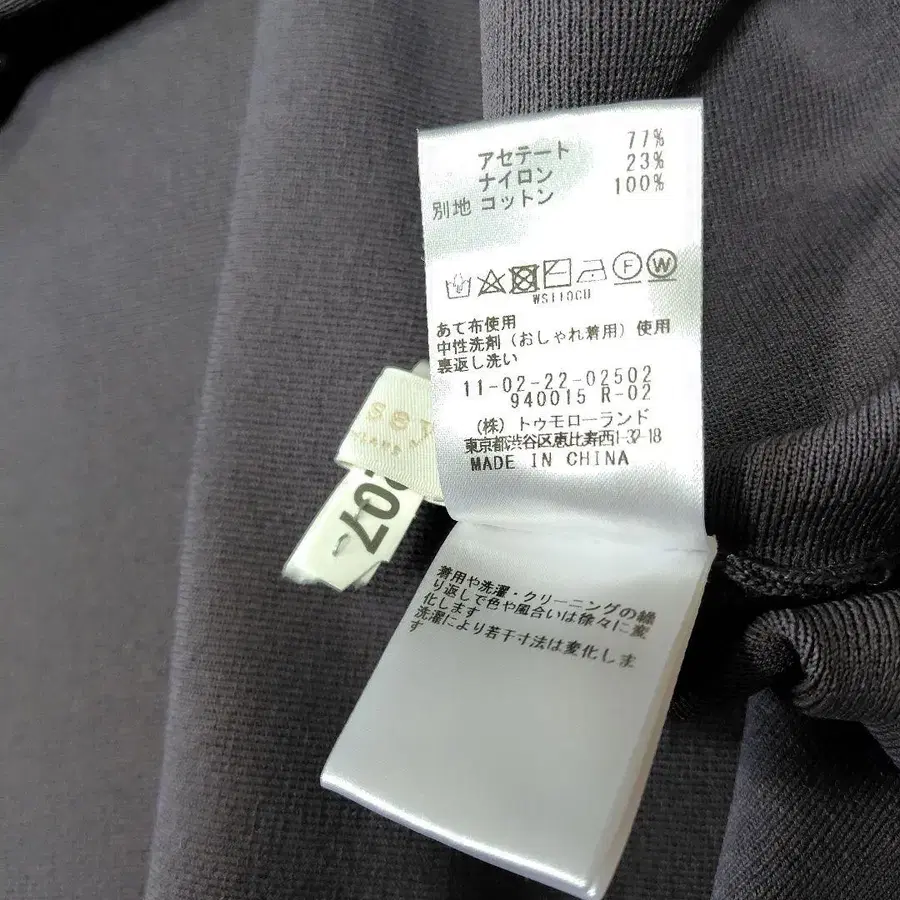 アセテート 77%
ナイロン 23%
別地 コットン 100%
F W
WS110CU
あて布使用
中性洗剤（おしゃれ着用）使用
裏返し洗い
11-02-22-02502
940015 R-02
（株）トゥモローランド
東京都渋谷区恵比寿西1-32-18
MADE IN CHINA
07
着用や洗濯・クリーニングの繰
り返しで色や風合いは徐々に変
化します
洗濯により若干寸法は変化しま
す